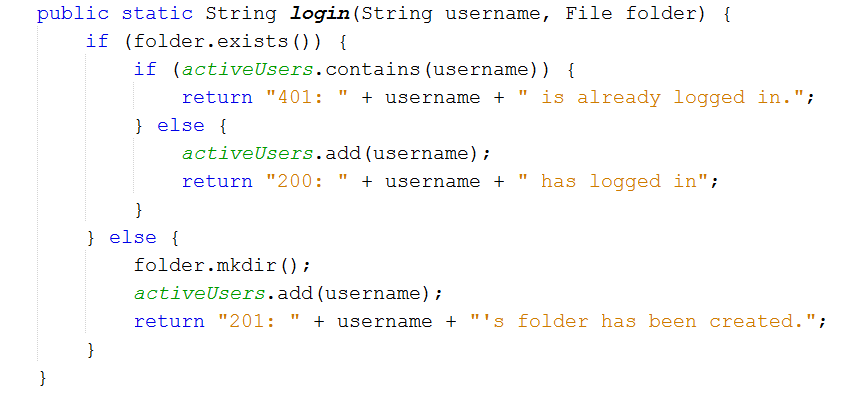 public static String login(String username, File folder) {
    if (folder.exists()) {
        if (activeUsers.contains(username)) {
            return "401: " + username + " is already logged in.";
        } else {
            activeUsers.add(username);
            return "200: " + username + " has logged in";
        }
    } else {
        folder.mkdir();
        activeUsers.add(username);
        return "201: " + username + "'s folder has been created.";
    }
}